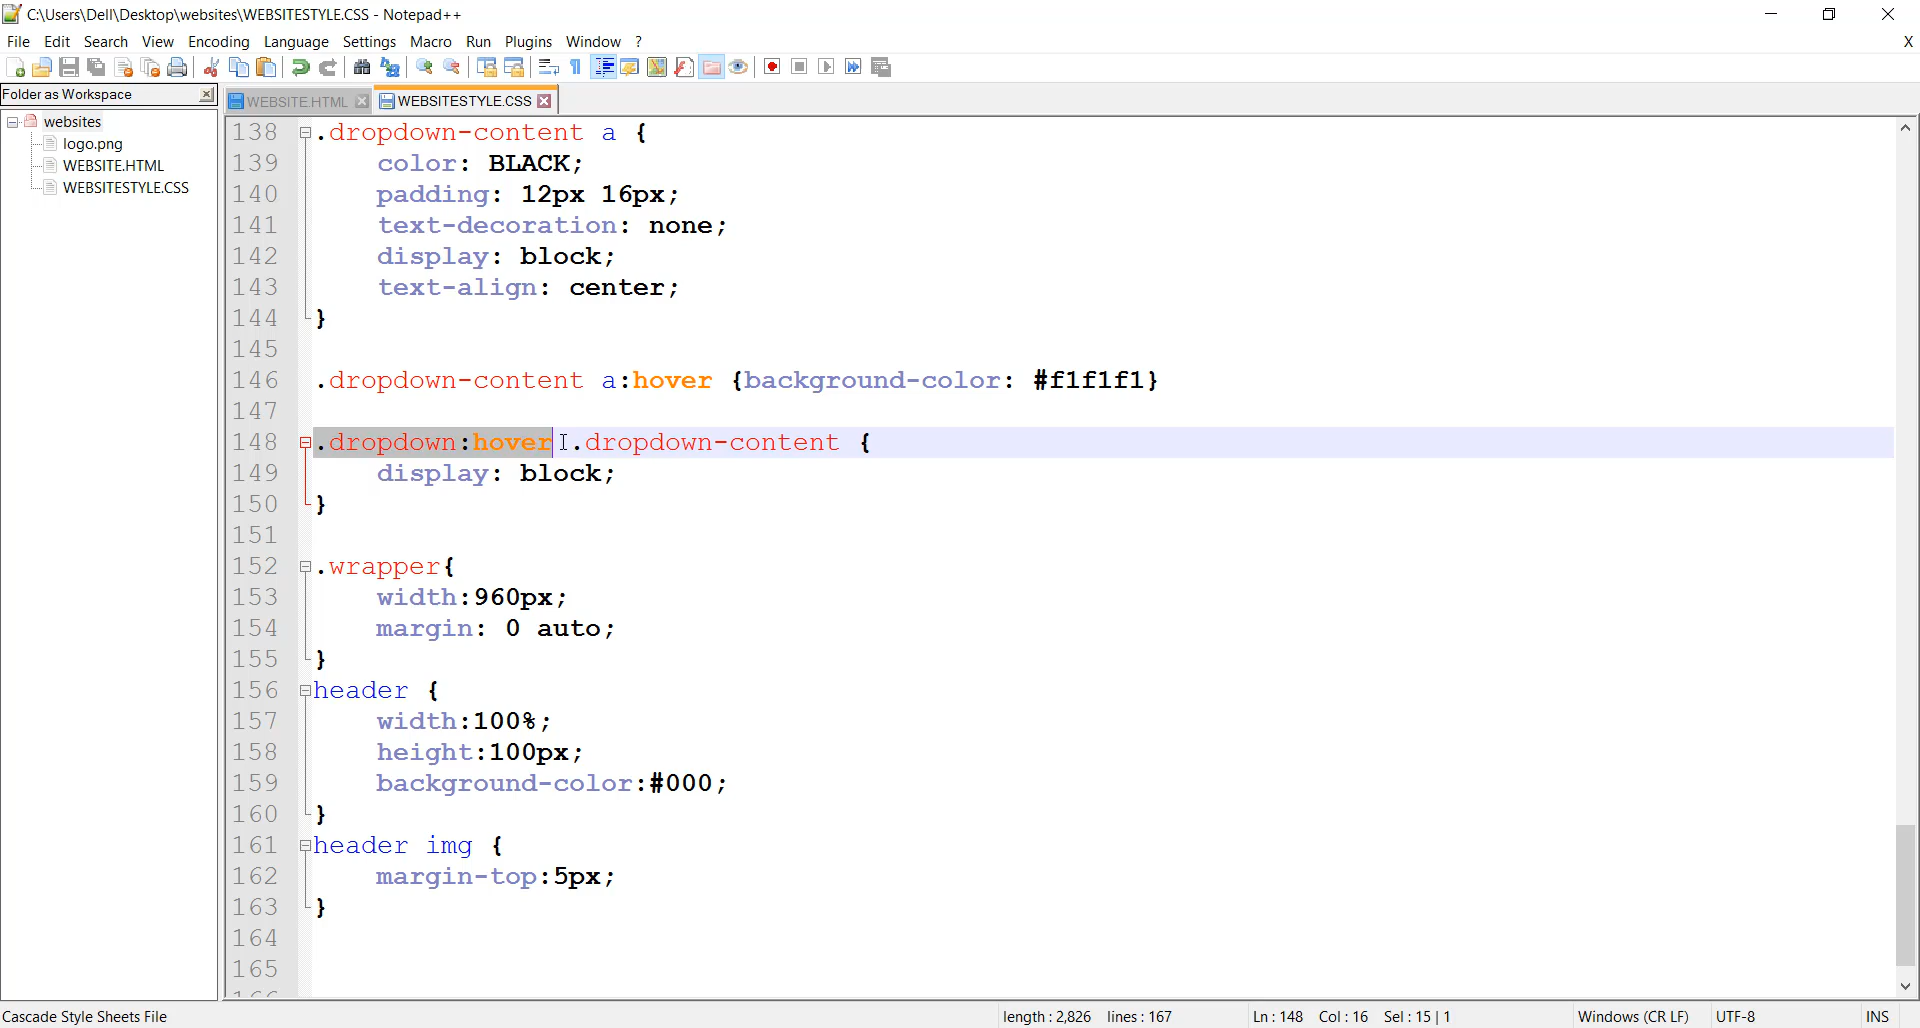 C:\Users\Dell\Desktop\websites\WEBSITESTYLE.CSS - Notepad++
File Edit Search View Encoding Language Settings Macro Run Plugins Window ? X
Folder as Workspace
WEBSITE.HTML WEBSITESTYLE.CSS
websites
logo.png
WEBSITE.HTML
WEBSITESTYLE.CSS
138 .dropdown-content a {
139 color: BLACK;
140 padding: 12px 16px;
141 text-decoration: none;
142 display: block;
143 text-align: center;
144 }
145
146 .dropdown-content a:hover {background-color: #f1f1f1}
147
148 .dropdown:hover .dropdown-content {
149 display: block;
150 }
151
152 .wrapper{
153 width:960px;
154 margin: 0 auto;
155 }
156 header {
157 width:100%;
158 height:100px;
159 background-color:#000;
160 }
161 header img {
162 margin-top:5px;
163 }
164
165
Cascade Style Sheets File length : 2,826 lines : 167 Ln : 148 Col : 16 Sel : 15 | 1 Windows (CR LF) UTF-8 INS